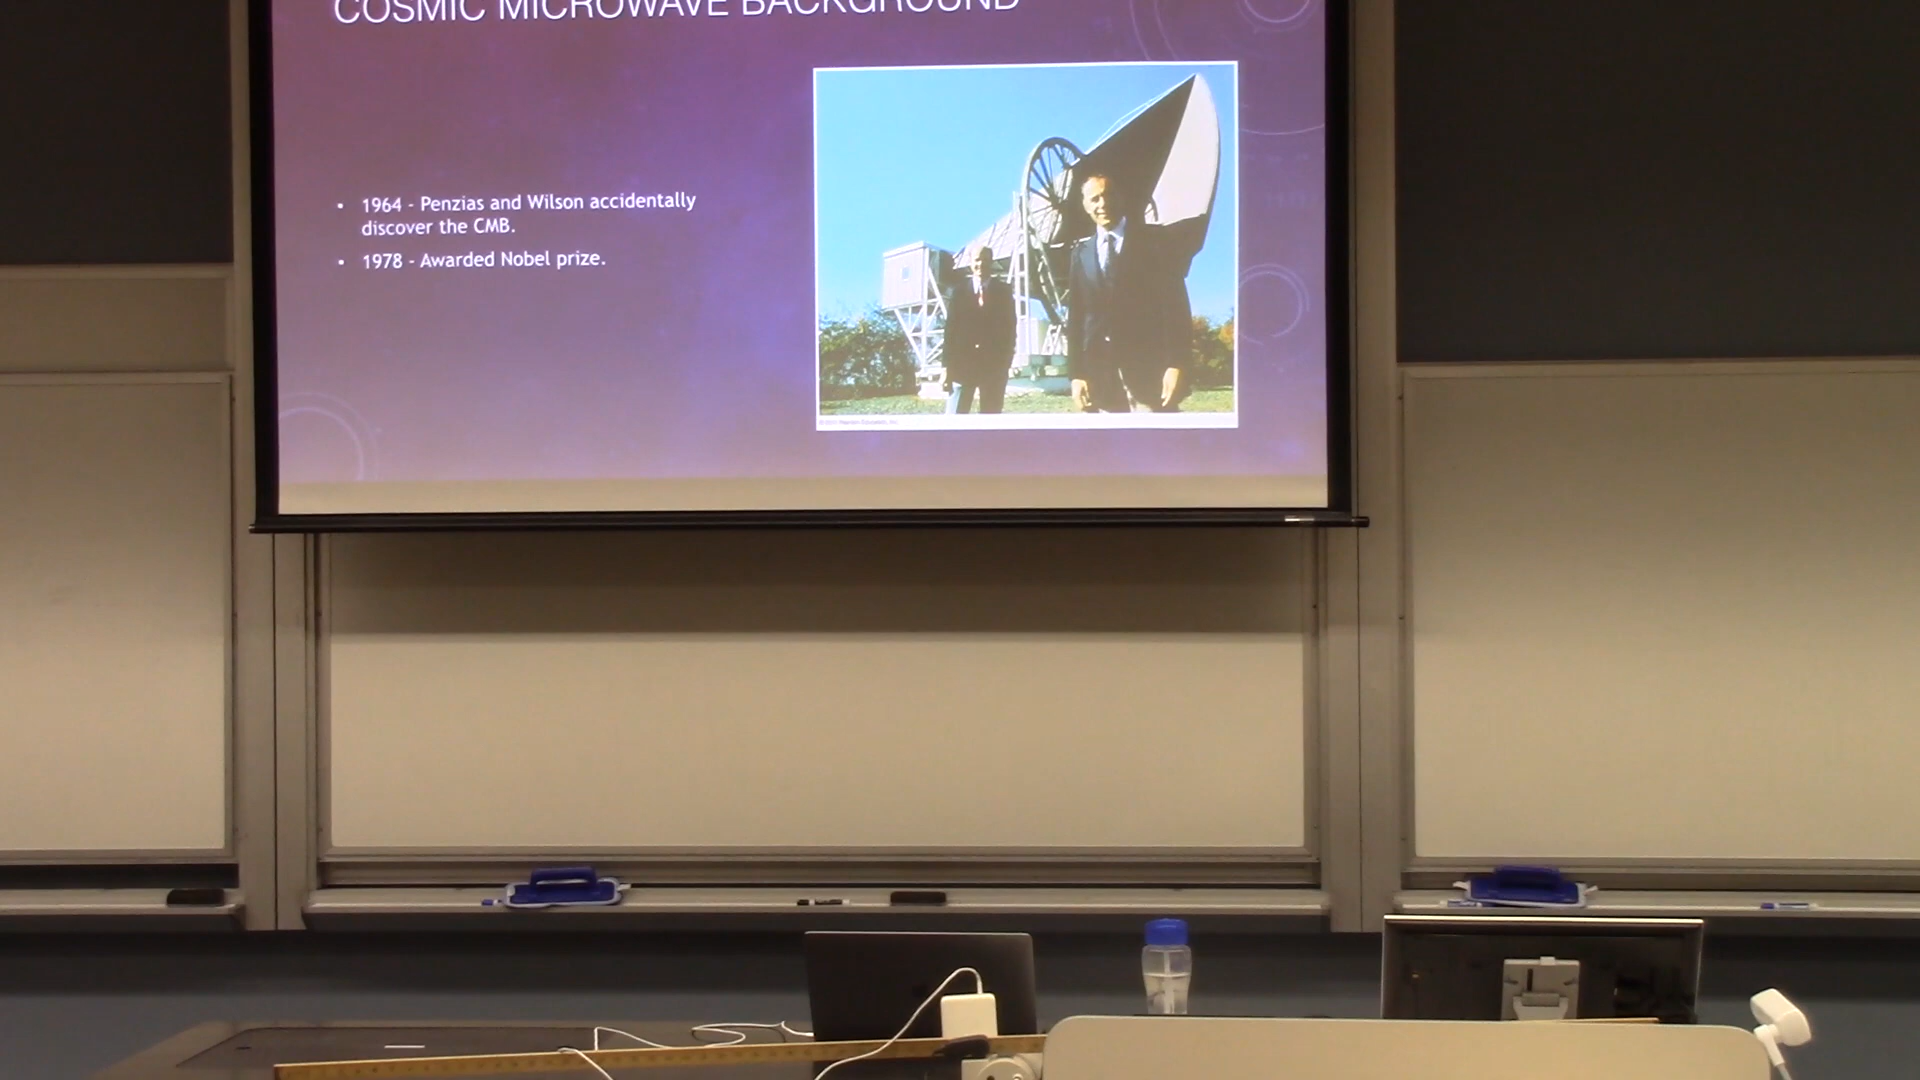 COSMIC MICROWAVE BACKGROUND
• 1964 - Penzias and Wilson accidentally
discover the CMB.
• 1978 - Awarded Nobel prize.